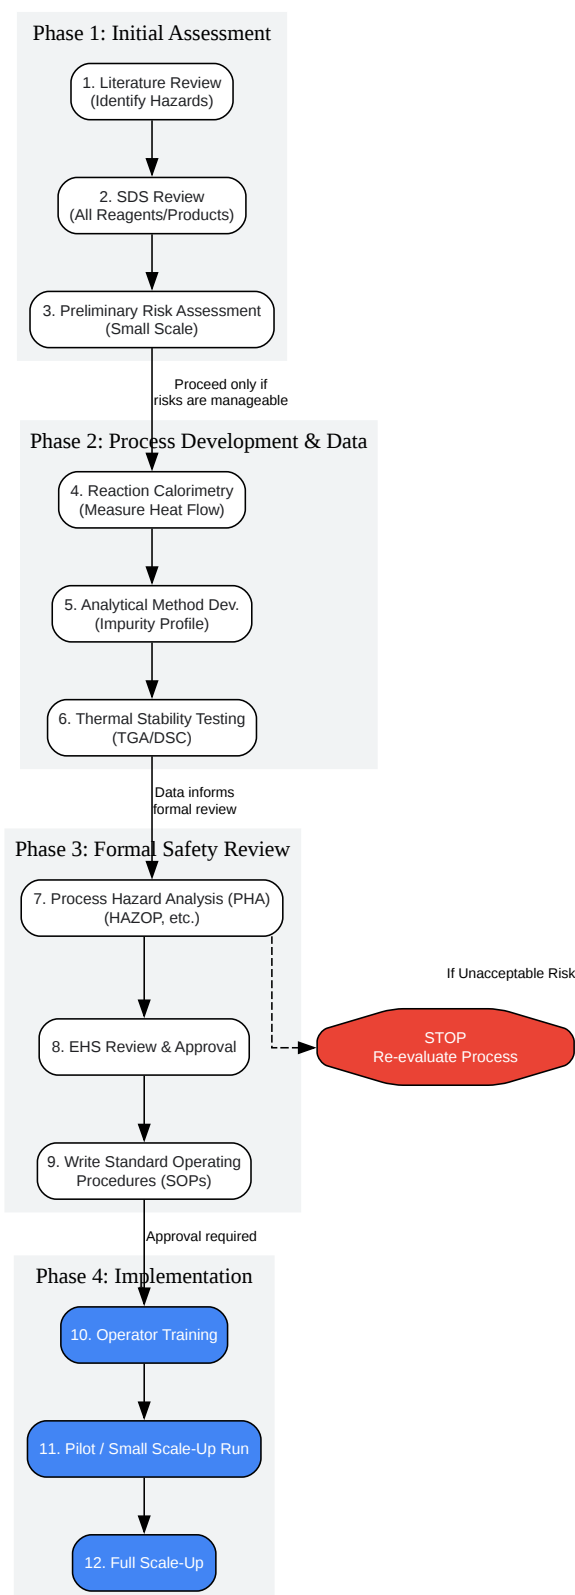 Phase 1: Initial Assessment
1. Literature Review
(Identify Hazards)
2. SDS Review
(All Reagents/Products)
3. Preliminary Risk Assessment
(Small Scale)
Proceed only if
risks are manageable
Phase 2: Process Development & Data
4. Reaction Calorimetry
(Measure Heat Flow)
5. Analytical Method Dev.
(Impurity Profile)
6. Thermal Stability Testing
(TGA/DSC)
Data informs
formal review
Phase 3: Formal Safety Review
7. Process Hazard Analysis (PHA)
(HAZOP, etc.)
If Unacceptable Risk
STOP
Re-evaluate Process
8. EHS Review & Approval
9. Write Standard Operating
Procedures (SOPs)
Approval required
Phase 4: Implementation
10. Operator Training
11. Pilot / Small Scale-Up Run
12. Full Scale-Up